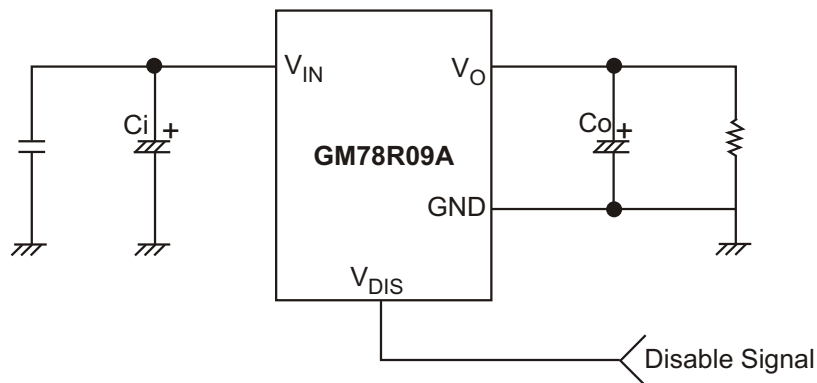 V_IN
V_O
Ci +
Co +
GM78R09A
GND
V_DIS
Disable Signal